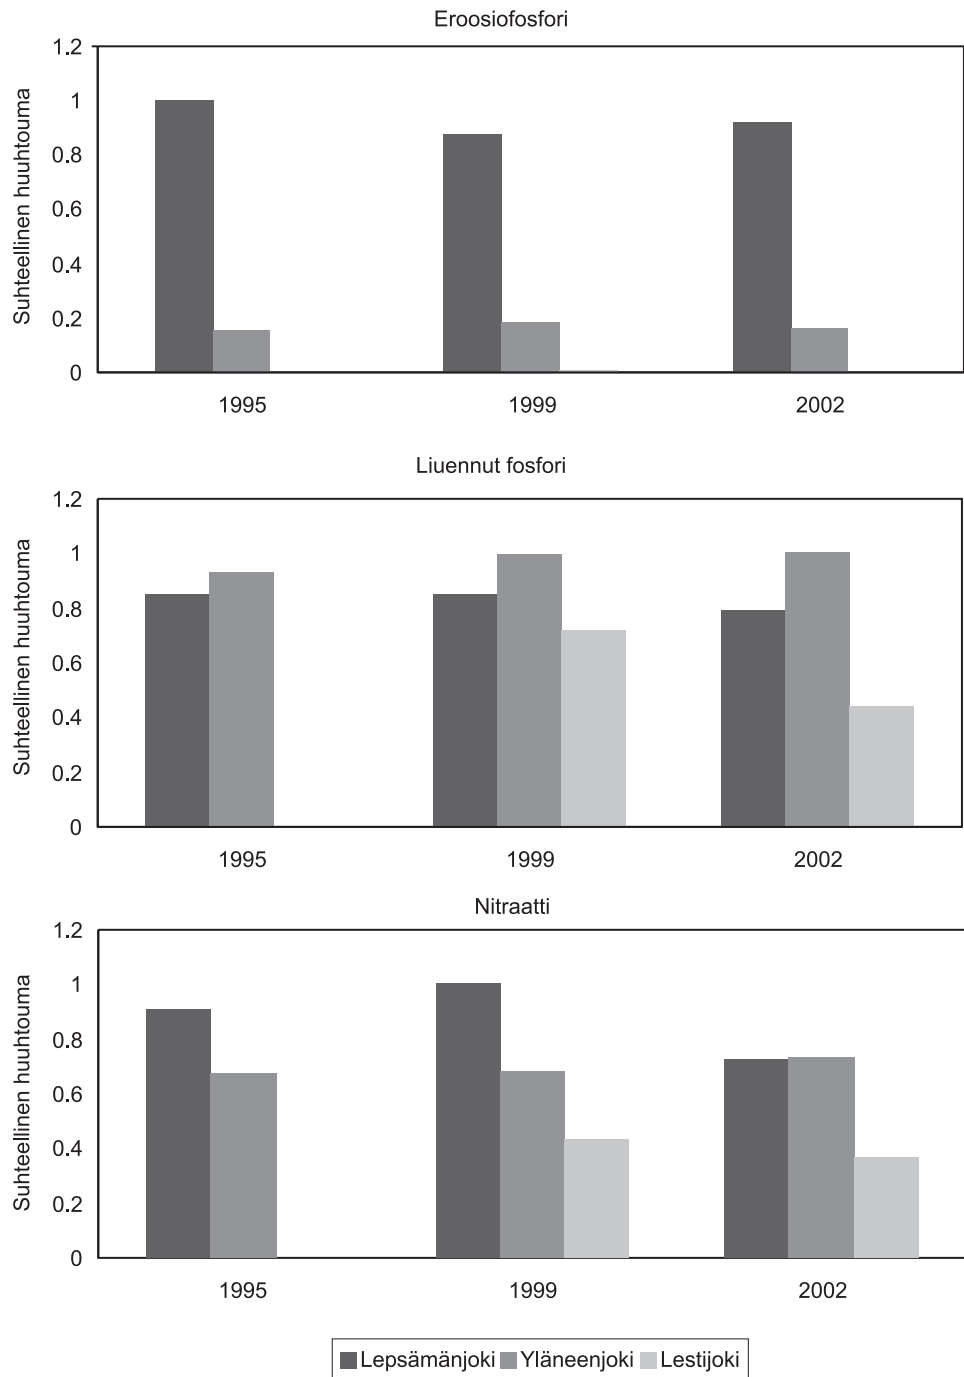 Eroosiofosfori
Suhteellinen huuhtouma
1.2
1
0.8
0.6
0.4
0.2
0
1995 1999 2002
Liuennut fosfori
Suhteellinen huuhtouma
1.2
1
0.8
0.6
0.4
0.2
0
1995 1999 2002
Nitraatti
Suhteellinen huuhtouma
1.2
1
0.8
0.6
0.4
0.2
0
1995 1999 2002
Lepsämänjoki Yläneenjoki Lestijoki